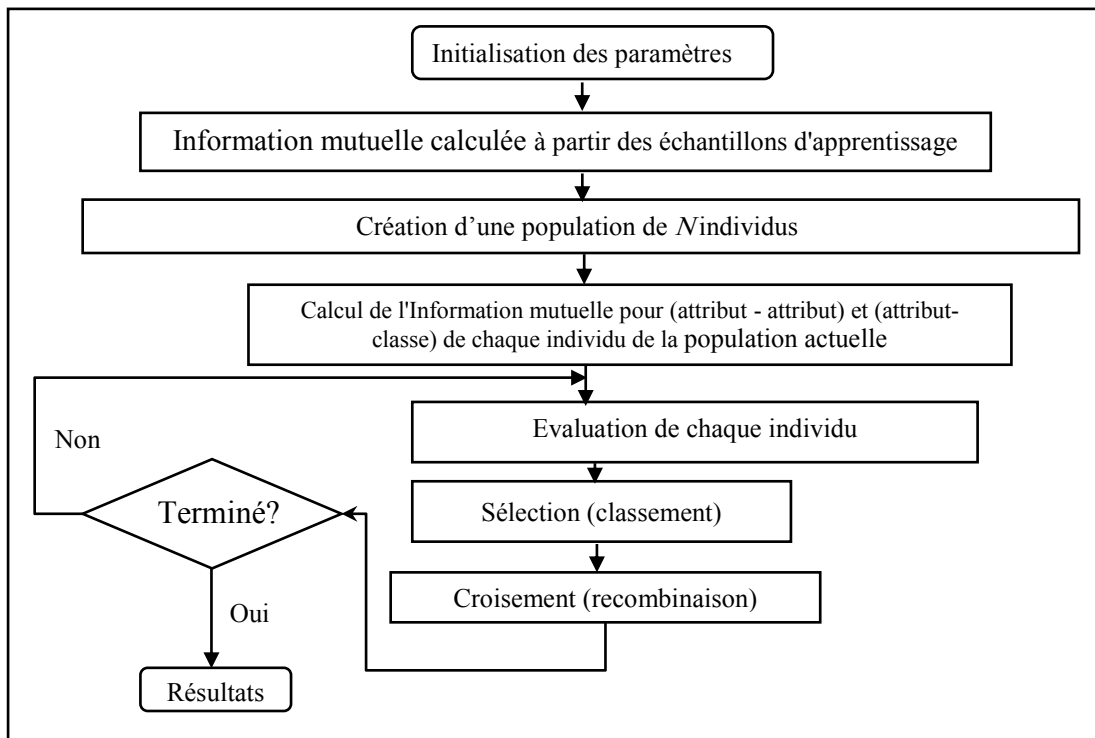 Initialisation des paramètres
Information mutuelle calculée à partir des échantillons d'apprentissage
Création d’une population de N individus
Calcul de l'Information mutuelle pour (attribut - attribut) et (attribut-
classe) de chaque individu de la population actuelle
Evaluation de chaque individu
Non
Sélection (classement)
Terminé?
Croisement (recombinaison)
Oui
Résultats